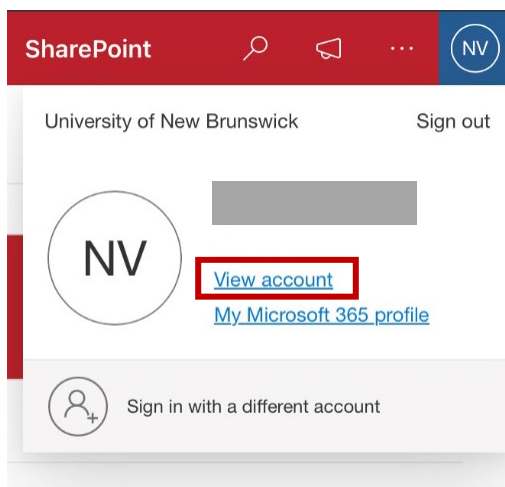 SharePoint ... NV
University of New Brunswick Sign out
NV
View account
My Microsoft 365 profile
Sign in with a different account